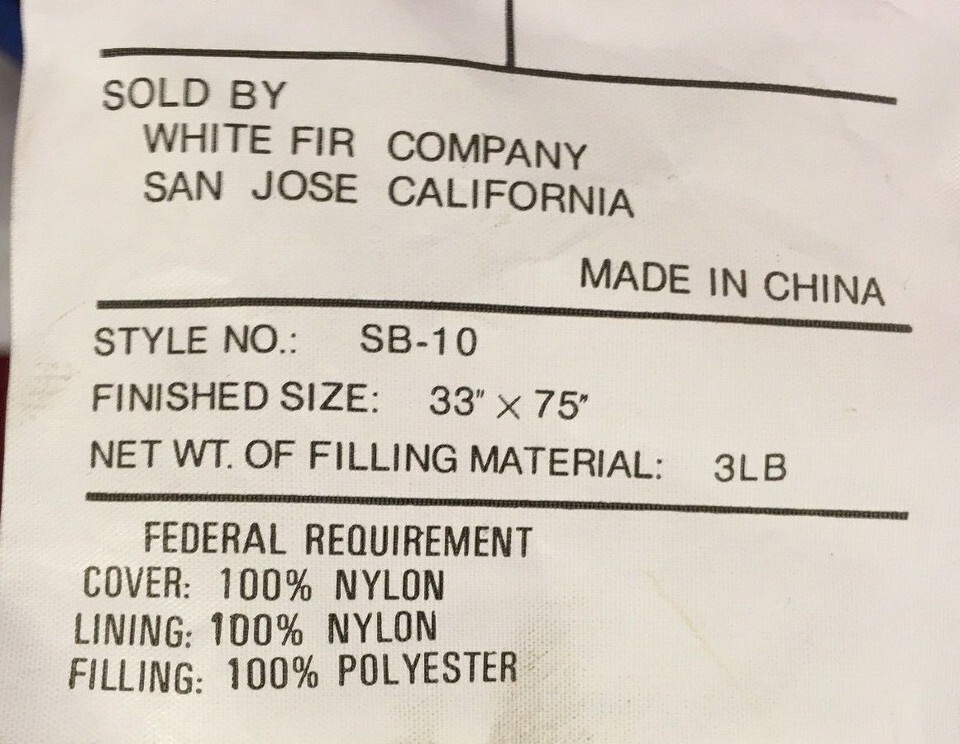 SOLD BY
WHITE FIR COMPANY
SAN JOSE CALIFORNIA
MADE IN CHINA
STYLE NO.: SB-10
FINISHED SIZE: 33" × 75"
NET WT. OF FILLING MATERIAL: 3LB
FEDERAL REQUIREMENT
COVER: 100% NYLON
LINING: 100% NYLON
FILLING: 100% POLYESTER